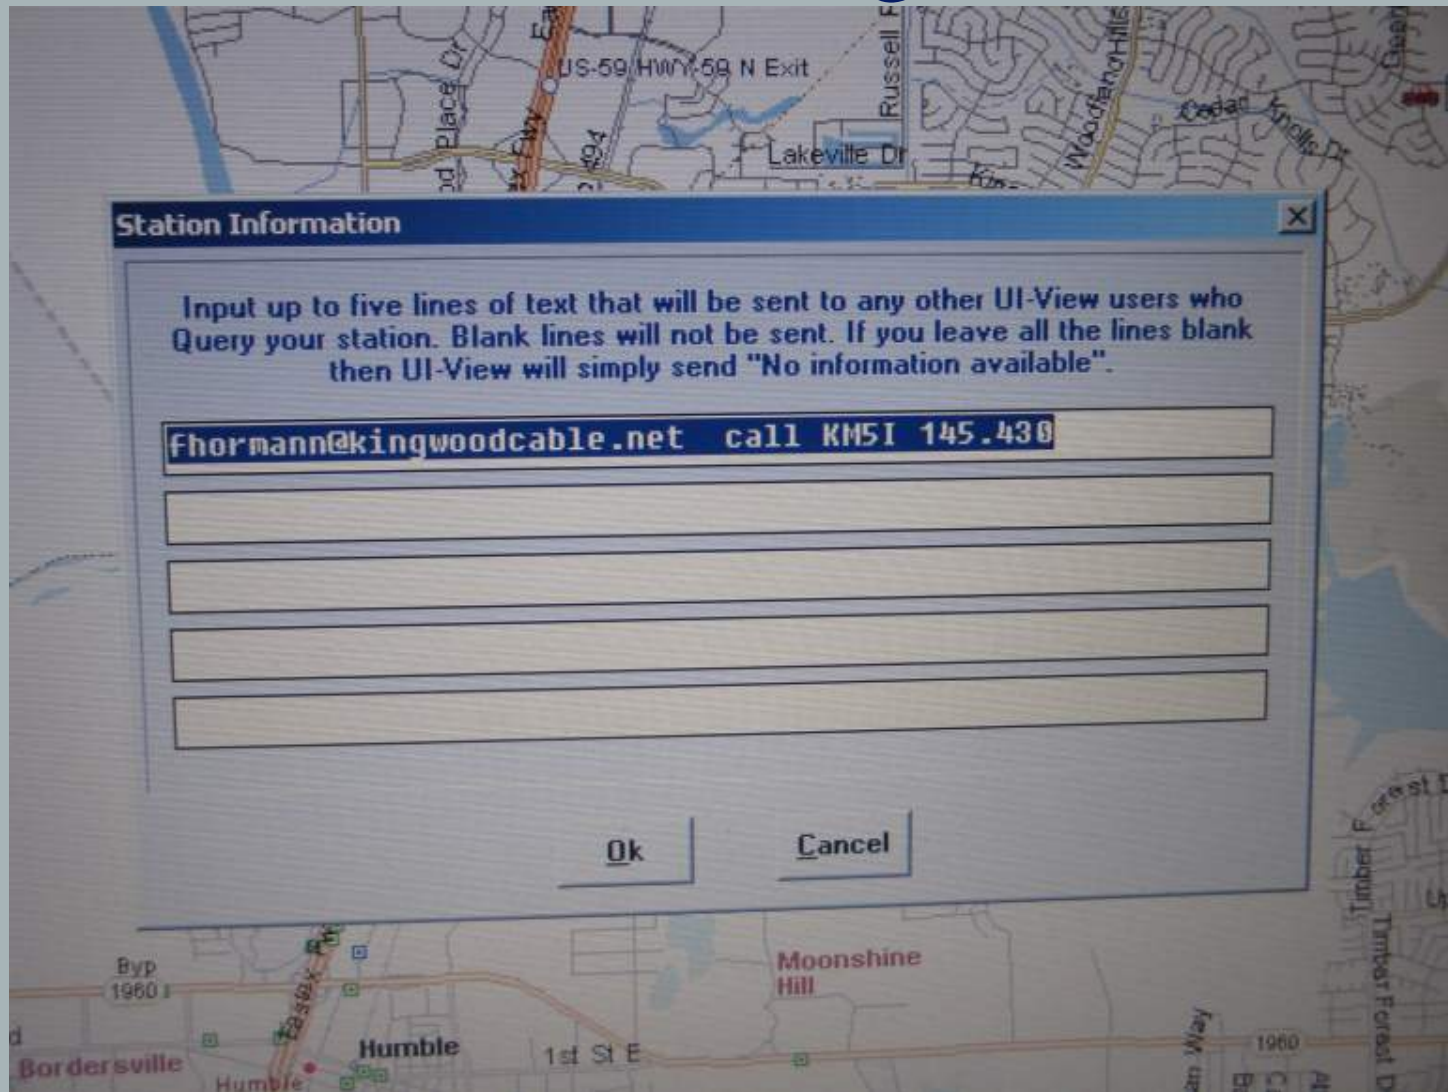 US-59/HWY-59 N Exit
Russell
Place Dr
494
Lakeville Dr
Woodland Hills
Cedar Knolls Dr
Station Information
Input up to five lines of text that will be sent to any other UI-View users who
Query your station. Blank lines will not be sent. If you leave all the lines blank
then UI-View will simply send "No information available".
fhormann@kingwoodcable.net call KM5I 145.430
Ok
Cancel
Byp
1960
Moonshine
Hill
Timber Forest
Humble
1st St E
Way
1960
Bordersville
Humble